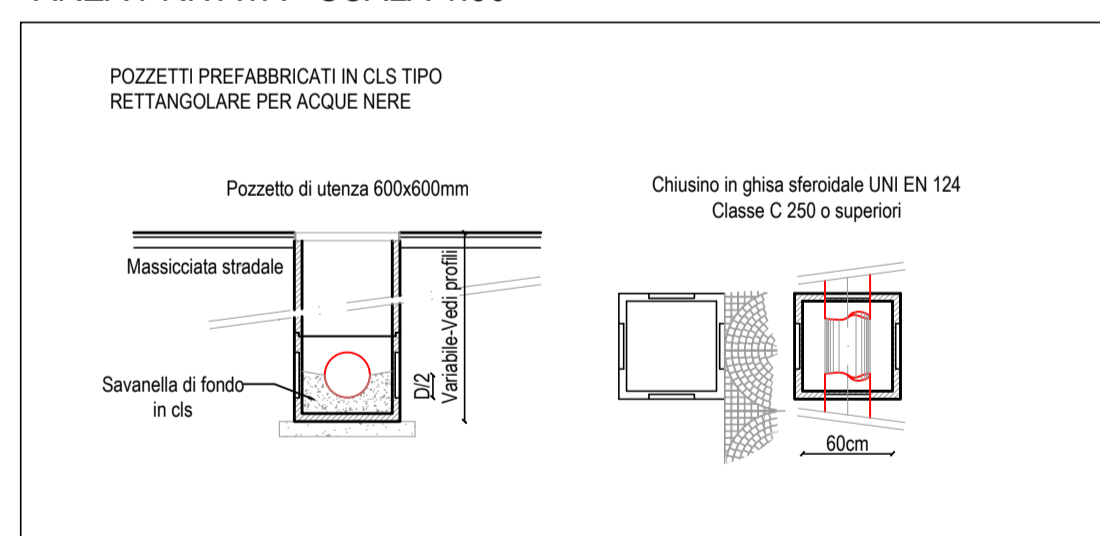 POZZETTI PREFABBRICATI IN CLS TIPO
RETTANGOLARE PER ACQUE NERE
Pozzetto di utenza 600x600mm
Chiusino in ghisa sferoidale UNI EN 124
Classe C 250 o superiori
Massicciata stradale
Variabile-Vedi profili
D/2
Savanella di fondo
in cls
60cm